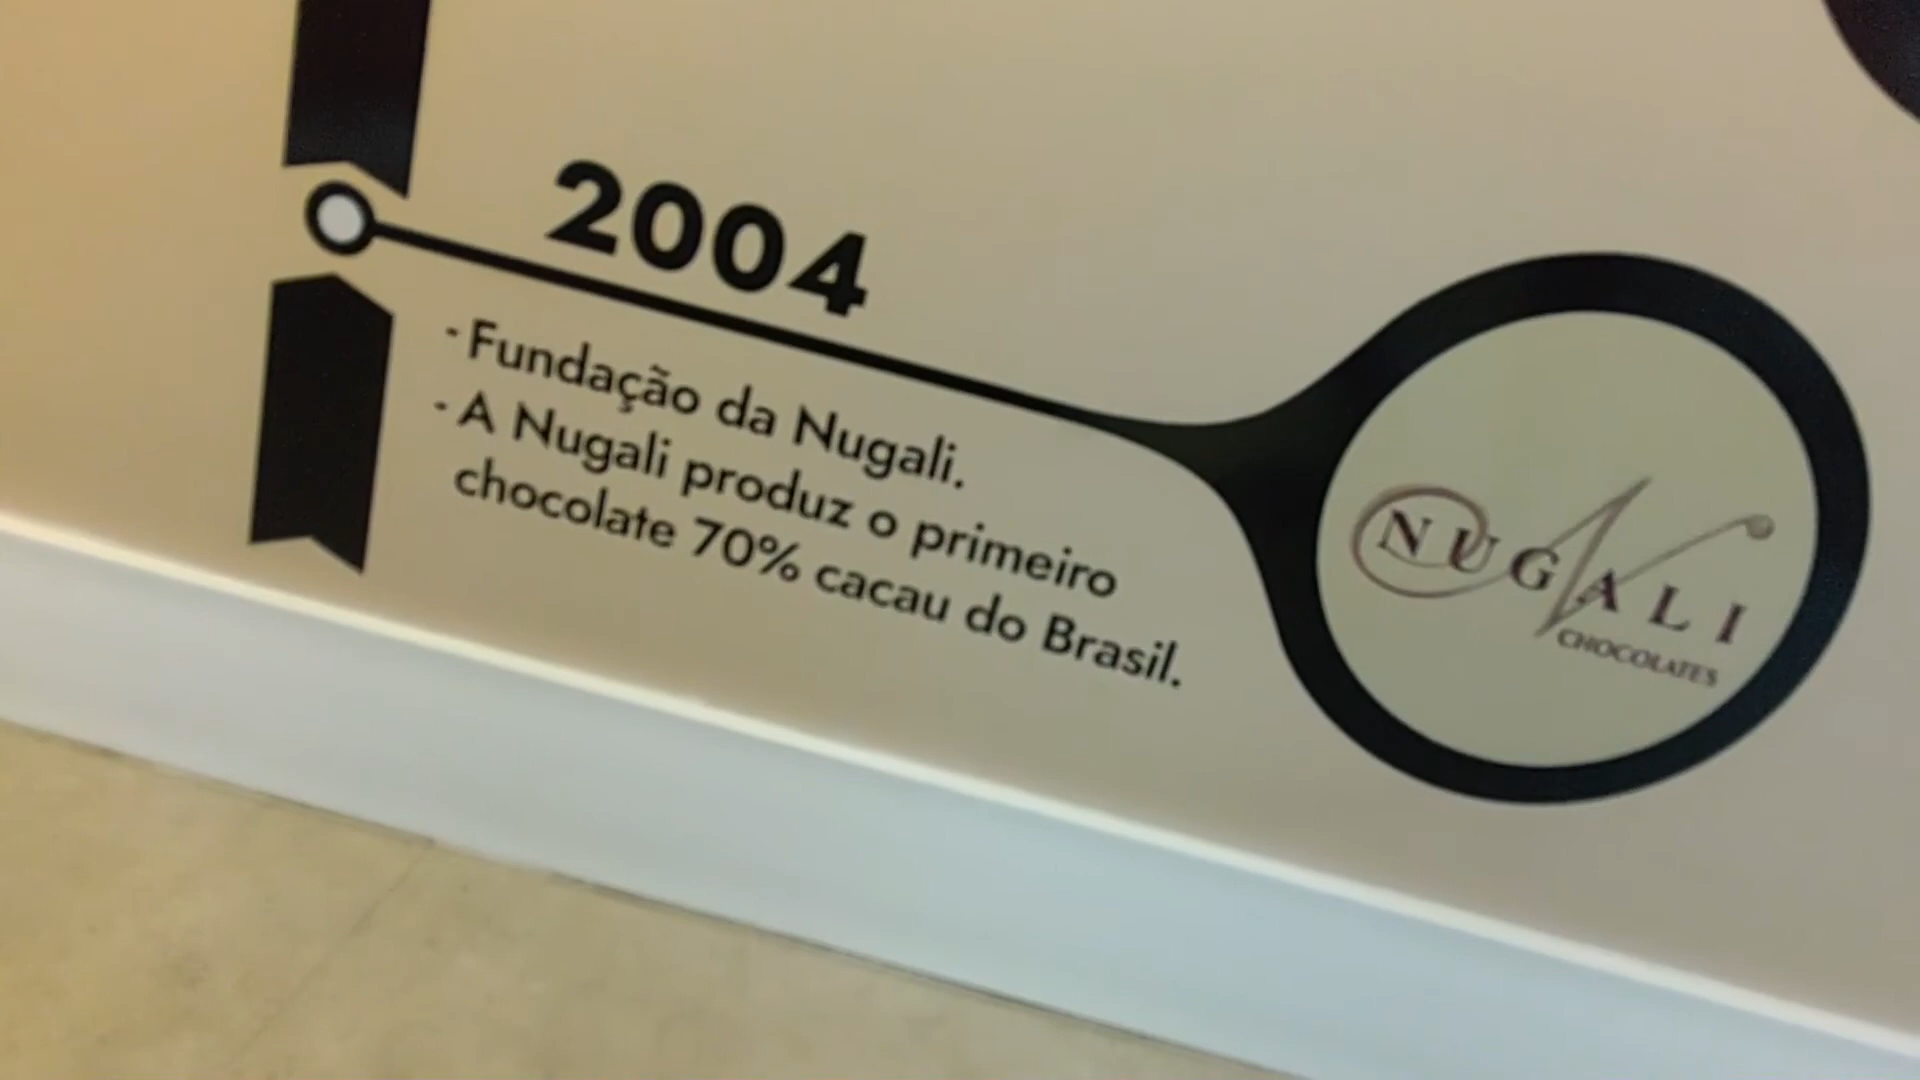 2004
- Fundação da Nugali.
- A Nugali produz o primeiro
chocolate 70% cacau do Brasil.
NUGALI
CHOCOLATES